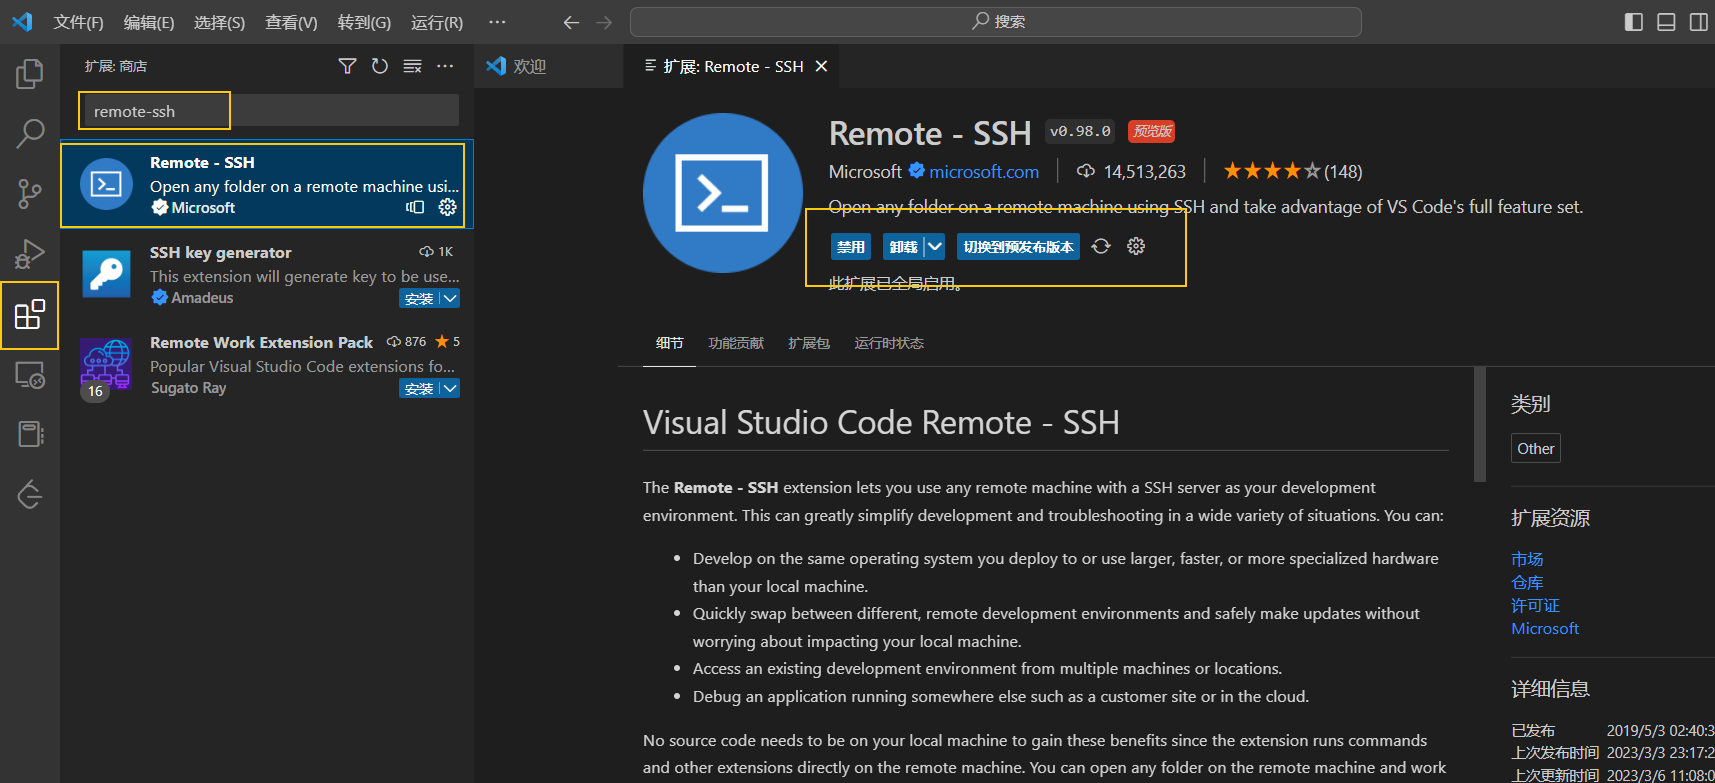 文件(F) 编辑(E) 选择(S) 查看(V) 转到(G) 运行(R) ··· 搜索
扩展: 商店
remote-ssh
Remote - SSH
Open any folder on a remote machine usi...
Microsoft
SSH key generator 1K
This extension will generate key to be use...
Amadeus 安装
Remote Work Extension Pack 876 5
Popular Visual Studio Code extensions fo...
Sugato Ray 安装
16
欢迎 扩展: Remote - SSH
Remote - SSH v0.98.0 预览版
Microsoft microsoft.com 14,513,263 (148)
Open any folder on a remote machine using SSH and take advantage of VS Code's full feature set.
禁用 卸载 切换到预发布版本
此扩展已全局启用。
细节 功能贡献 扩展包 运行时状态
Visual Studio Code Remote - SSH
The Remote - SSH extension lets you use any remote machine with a SSH server as your development
environment. This can greatly simplify development and troubleshooting in a wide variety of situations. You can:
• Develop on the same operating system you deploy to or use larger, faster, or more specialized hardware
than your local machine.
• Quickly swap between different, remote development environments and safely make updates without
worrying about impacting your local machine.
• Access an existing development environment from multiple machines or locations.
• Debug an application running somewhere else such as a customer site or in the cloud.
No source code needs to be on your local machine to gain these benefits since the extension runs commands
and other extensions directly on the remote machine. You can open any folder on the remote machine and work
类别
Other
扩展资源
市场
仓库
许可证
Microsoft
详细信息
已发布 2019/5/3 02:40:3
上次发布时间 2023/3/3 23:17:2
上次更新时间 2023/3/6 11:08:0